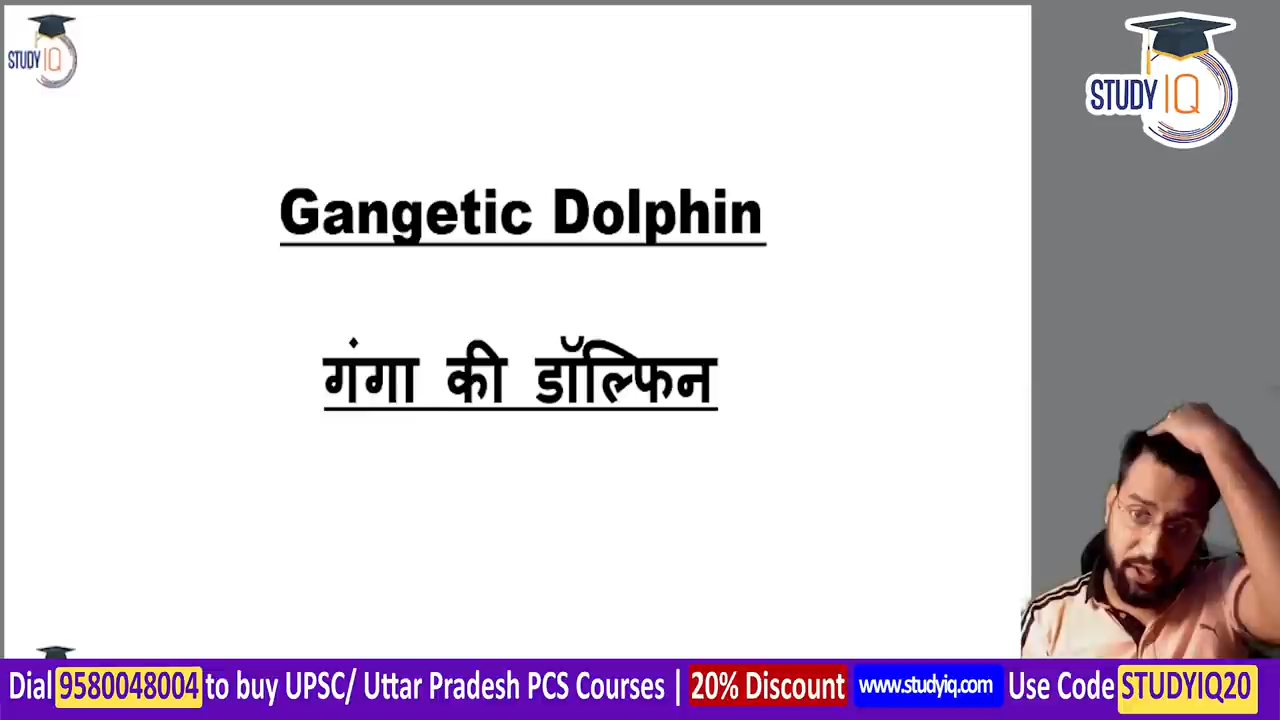 STUDY IQ
STUDY IQ
Gangetic Dolphin
गंगा की डॉल्फिन
Dial 9580048004 to buy UPSC/ Uttar Pradesh PCS Courses | 20% Discount www.studyiq.com Use Code STUDYIQ20